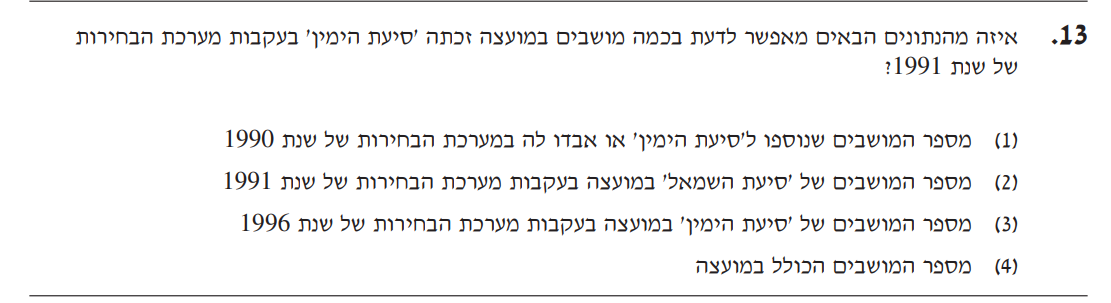 13. איזה מהנתונים הבאים מאפשר לדעת בכמה מושבים במועצה זכתה 'סיעת הימין' בעקבות מערכת הבחירות
של שנת 1991?
(1) מספר המושבים שנוספו ל'סיעת הימין' או אבדו לה במערכת הבחירות של שנת 1990
(2) מספר המושבים של 'סיעת השמאל' במועצה בעקבות מערכת הבחירות של שנת 1991
(3) מספר המושבים של 'סיעת הימין' במועצה בעקבות מערכת הבחירות של שנת 1996
(4) מספר המושבים הכולל במועצה